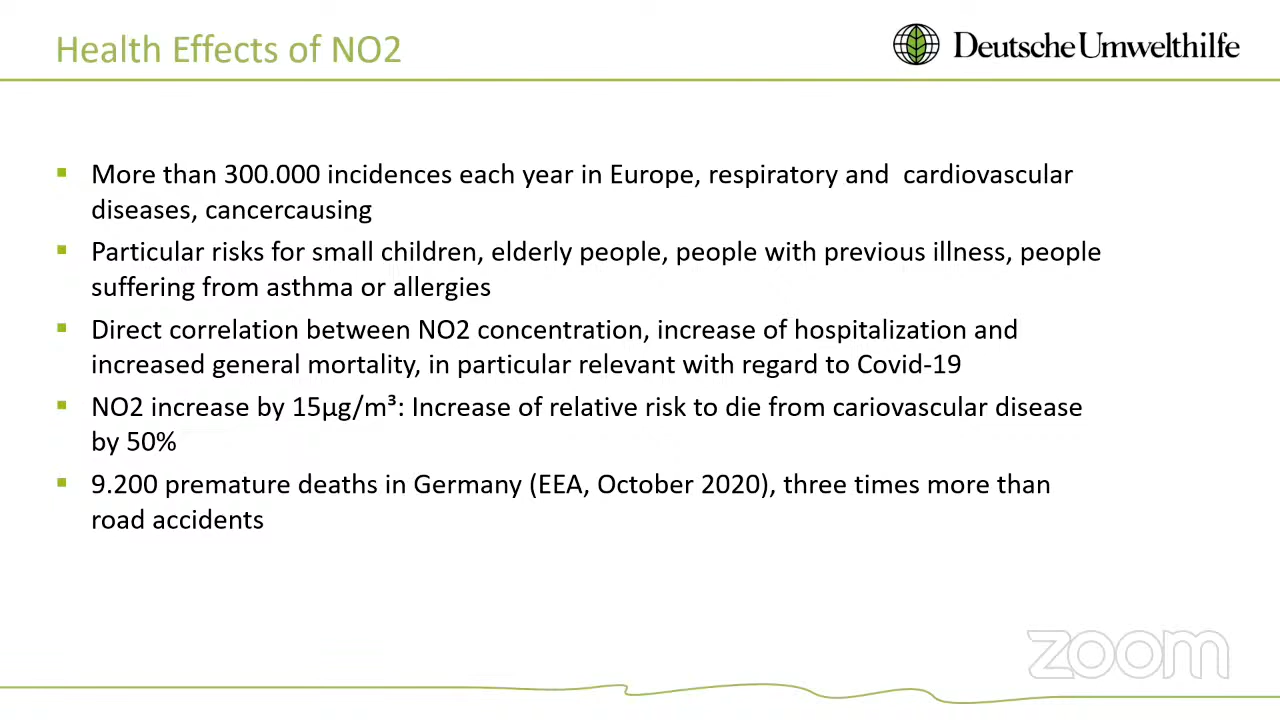 Health Effects of NO2
Deutsche Umwelthilfe
More than 300.000 incidences each year in Europe, respiratory and cardiovascular
diseases, cancercausing
Particular risks for small children, elderly people, people with previous illness, people
suffering from asthma or allergies
Direct correlation between NO2 concentration, increase of hospitalization and
increased general mortality, in particular relevant with regard to Covid-19
NO2 increase by 15µg/m³: Increase of relative risk to die from cariovascular disease
by 50%
9.200 premature deaths in Germany (EEA, October 2020), three times more than
road accidents
zoom